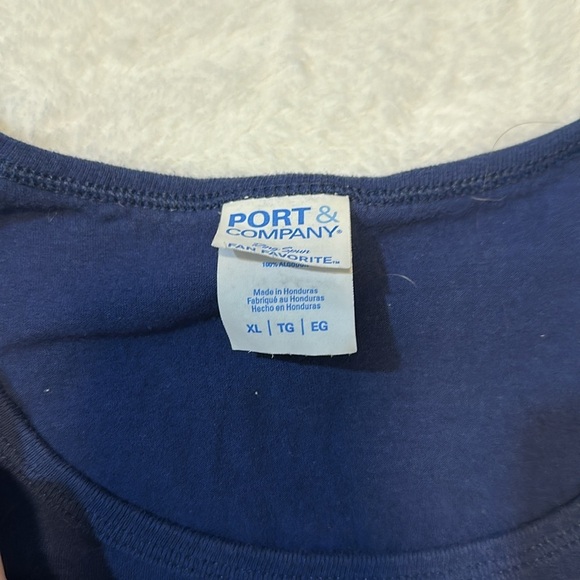 PORT &
COMPANY®
Ring Spun
FAN FAVORITE™
100% ALGODÓN
Made in Honduras
Fabriqué au Honduras
Hecho en Honduras
XL | TG | EG